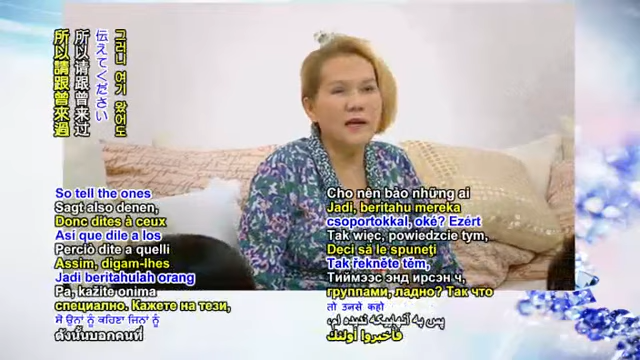 그러니 여기 왔어도
伝えてください
所以请跟曾来过
所以請跟曾來過
So tell the ones
Sagt also denen,
Donc dites à ceux
Así que dile a los
Perciò dite a quelli
Assim, digam-lhes
Jadi beritahulah orang
Pa, kažite onima
специално. Кажете на тези,
ਸੋ ਉਨਾਂ ਨੂੰ ਕਹਿਣਾ ਜਿਨਾਂ ਨੂੰ
ดังนั้นบอกคนที่
Cho nên bảo những ai
Jadi, beritahu mereka
csoportokkal, oké? Ezért
Tak więc, powiedzcie tym,
Deci să le spuneţi
Tak řekněte těm,
Тиймээс энд ирсэн ч,
группами, ладно? Так что
तो उनसे कहो
پس به آنهاییکه ندیده ام،
فأخبروا أولئك